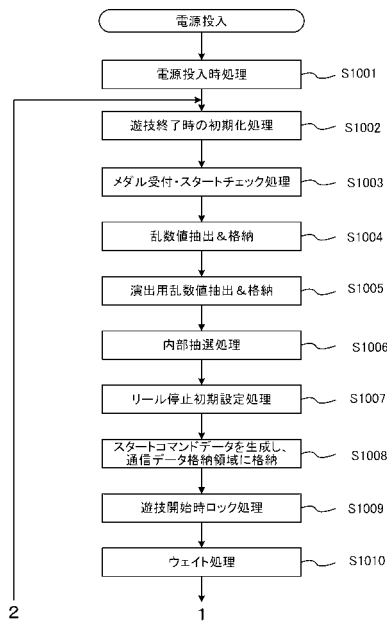 電源投入
電源投入時処理
S1001
遊技終了時の初期化処理
S1002
メダル受付・スタートチェック処理
S1003
乱数値抽出&格納
S1004
演出用乱数値抽出&格納
S1005
内部抽選処理
S1006
リール停止初期設定処理
S1007
スタートコマンドデータを生成し、
通信データ格納領域に格納
S1008
遊技開始時ロック処理
S1009
ウェイト処理
S1010
2
1